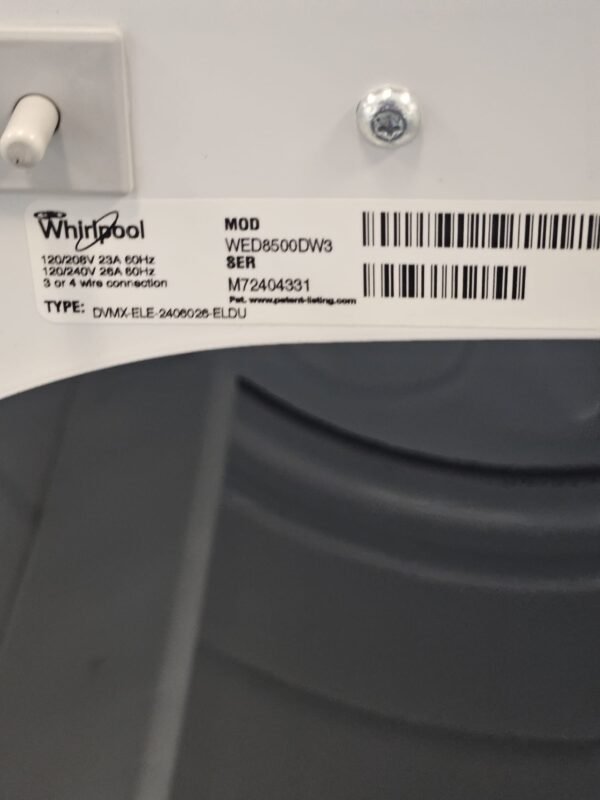 Whirlpool
120/208V 23A 60Hz
120/240V 26A 60Hz
3 or 4 wire connection
TYPE: DVMX-ELE-2406026-ELDU
MOD
WED8500DW3
SER
M72404331
Pat. www.patent-listing.com